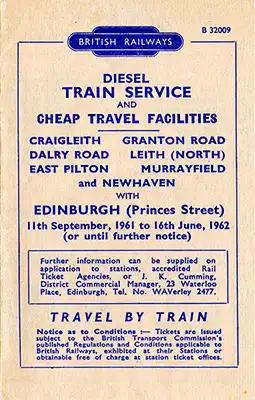 B 32009
BRITISH RAILWAYS
DIESEL
TRAIN SERVICE
AND
CHEAP TRAVEL FACILITIES
CRAIGLEITH GRANTON ROAD
DALRY ROAD LEITH (NORTH)
EAST PILTON MURRAYFIELD
and NEWHAVEN
WITH
EDINBURGH (Princes Street)
11th September, 1961 to 16th June, 1962
(or until further notice)
Further information can be supplied on
application to stations, accredited Rail
Ticket Agencies, or J. K. Cumming,
District Commercial Manager, 23 Waterloo
Place, Edinburgh, Tel. No. WAVerley 2477.
TRAVEL BY TRAIN
Notice as to Conditions :— Tickets are issued
subject to the British Transport Commission's
published Regulations and Conditions applicable to
British Railways, exhibited at their Stations or
obtainable free of charge at station ticket offices.